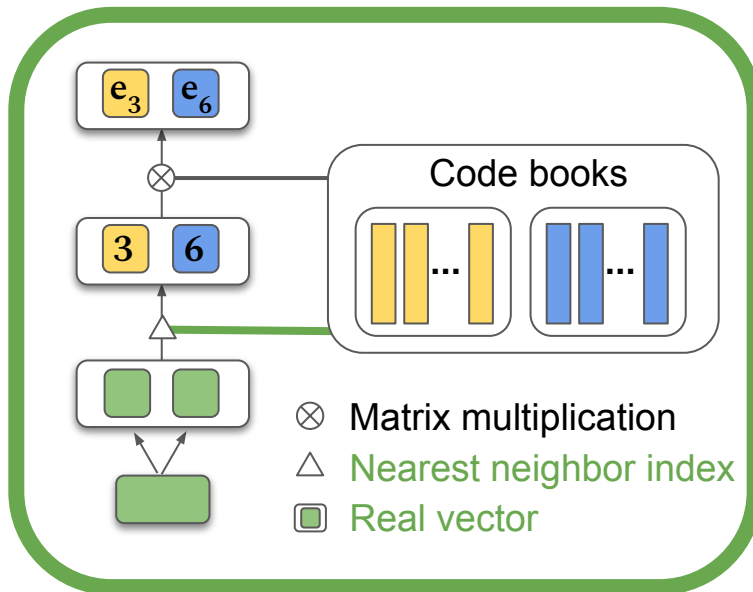 e₃ e₆
Code books
3 6
... ...
Matrix multiplication
Nearest neighbor index
Real vector